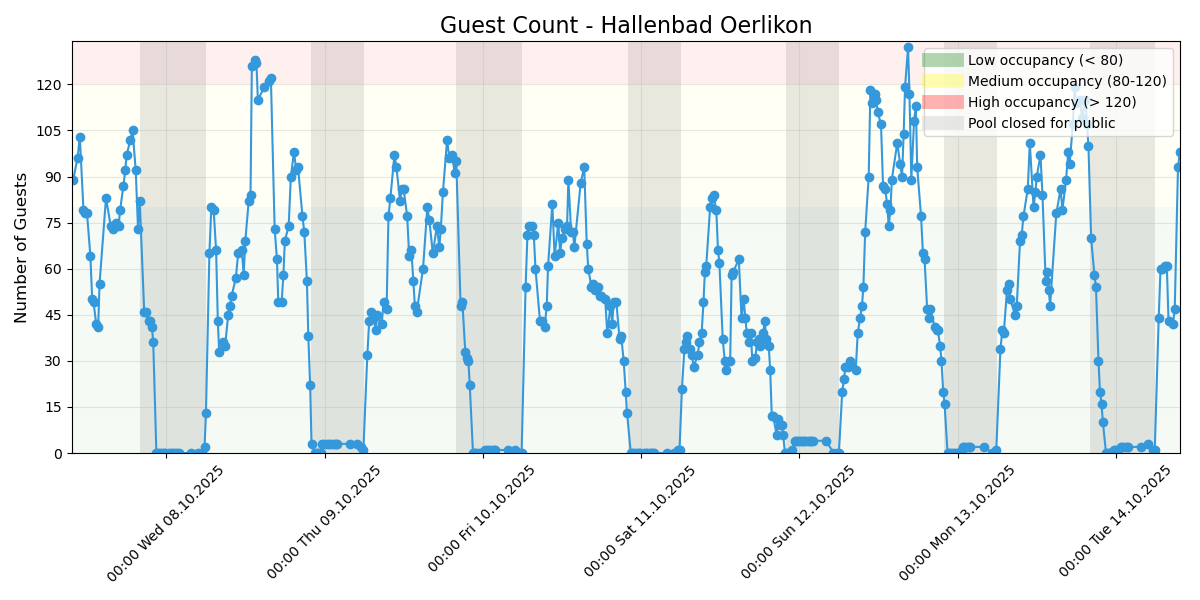 Guest Count - Hallenbad Oerlikon
Number of Guests
120
105
90
75
60
45
30
15
0
Low occupancy (< 80)
Medium occupancy (80-120)
High occupancy (> 120)
Pool closed for public
00:00 Wed 08.10.2025
00:00 Thu 09.10.2025
00:00 Fri 10.10.2025
00:00 Sat 11.10.2025
00:00 Sun 12.10.2025
00:00 Mon 13.10.2025
00:00 Tue 14.10.2025